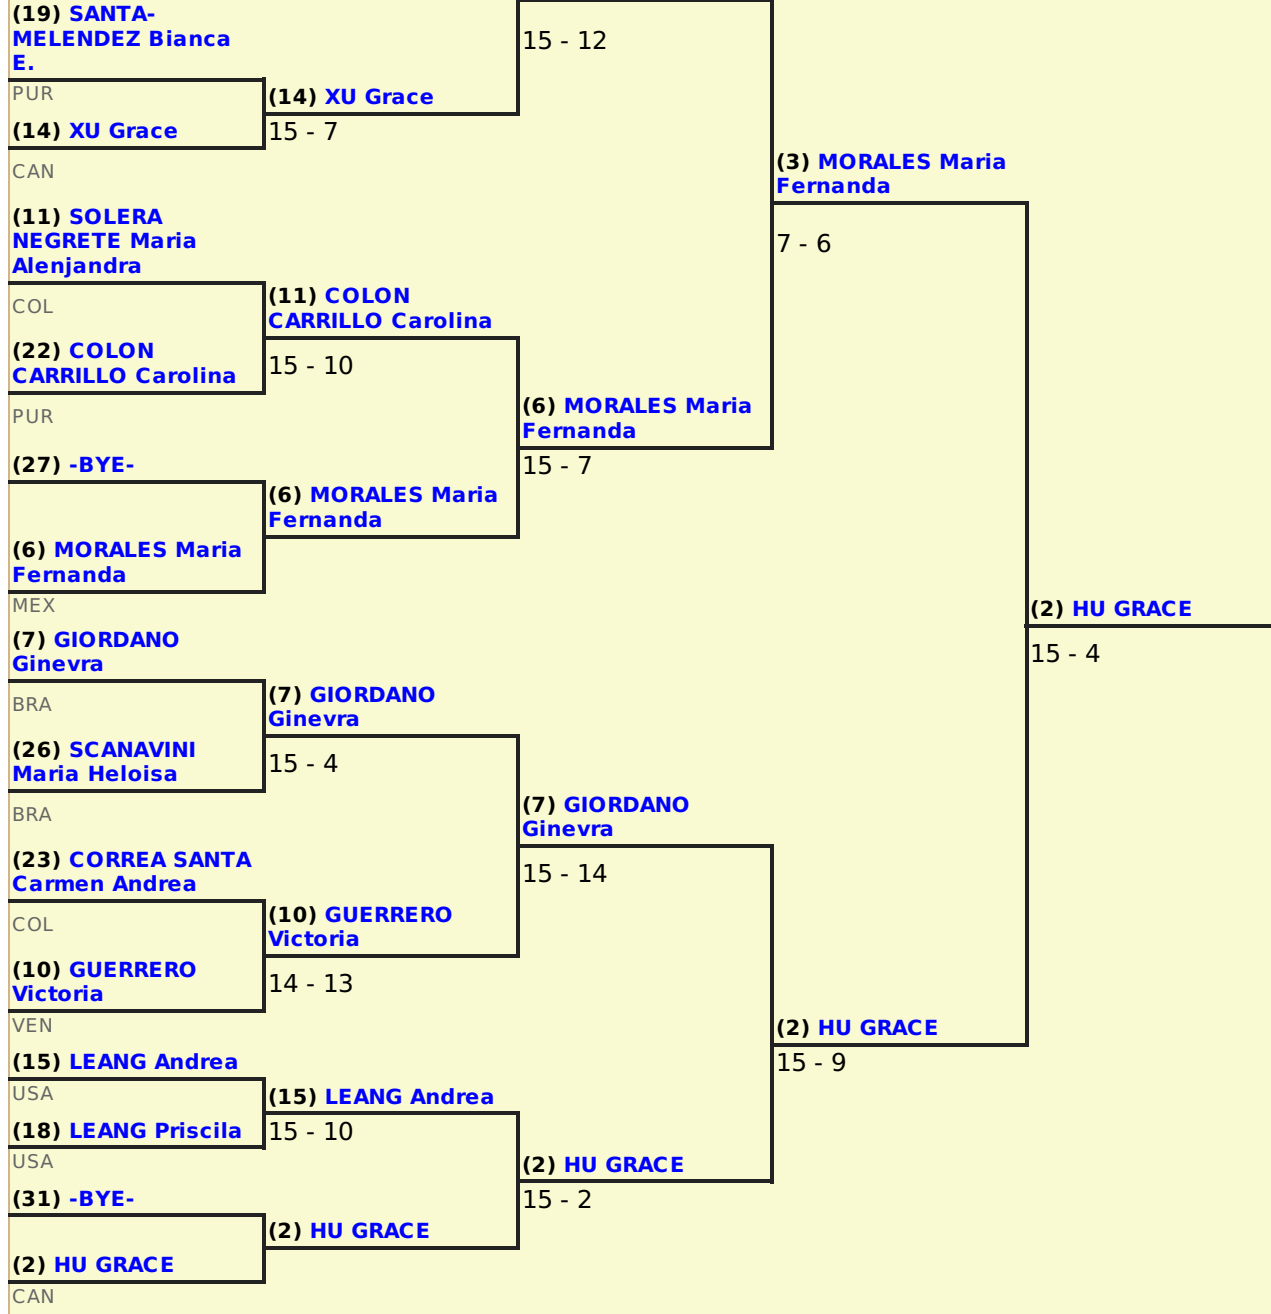 (19) SANTA-
MELENDEZ Bianca
E.
PUR
(14) XU Grace
CAN
(11) SOLERA
NEGRETE Maria
Alenjandra
COL
(22) COLON
CARRILLO Carolina
PUR
(27) -BYE-
(6) MORALES Maria
Fernanda
MEX
(7) GIORDANO
Ginevra
BRA
(26) SCANAVINI
Maria Heloisa
BRA
(23) CORREA SANTA
Carmen Andrea
COL
(10) GUERRERO
Victoria
VEN
(15) LEANG Andrea
USA
(18) LEANG Priscila
USA
(31) -BYE-
(2) HU GRACE
CAN
(14) XU Grace
15 - 7
(11) COLON
CARRILLO Carolina
15 - 10
(6) MORALES Maria
Fernanda
(7) GIORDANO
Ginevra
15 - 4
(10) GUERRERO
Victoria
14 - 13
(15) LEANG Andrea
15 - 10
(2) HU GRACE
15 - 12
(6) MORALES Maria
Fernanda
15 - 7
(7) GIORDANO
Ginevra
15 - 14
(2) HU GRACE
15 - 2
(3) MORALES Maria
Fernanda
7 - 6
(2) HU GRACE
15 - 9
(2) HU GRACE
15 - 4